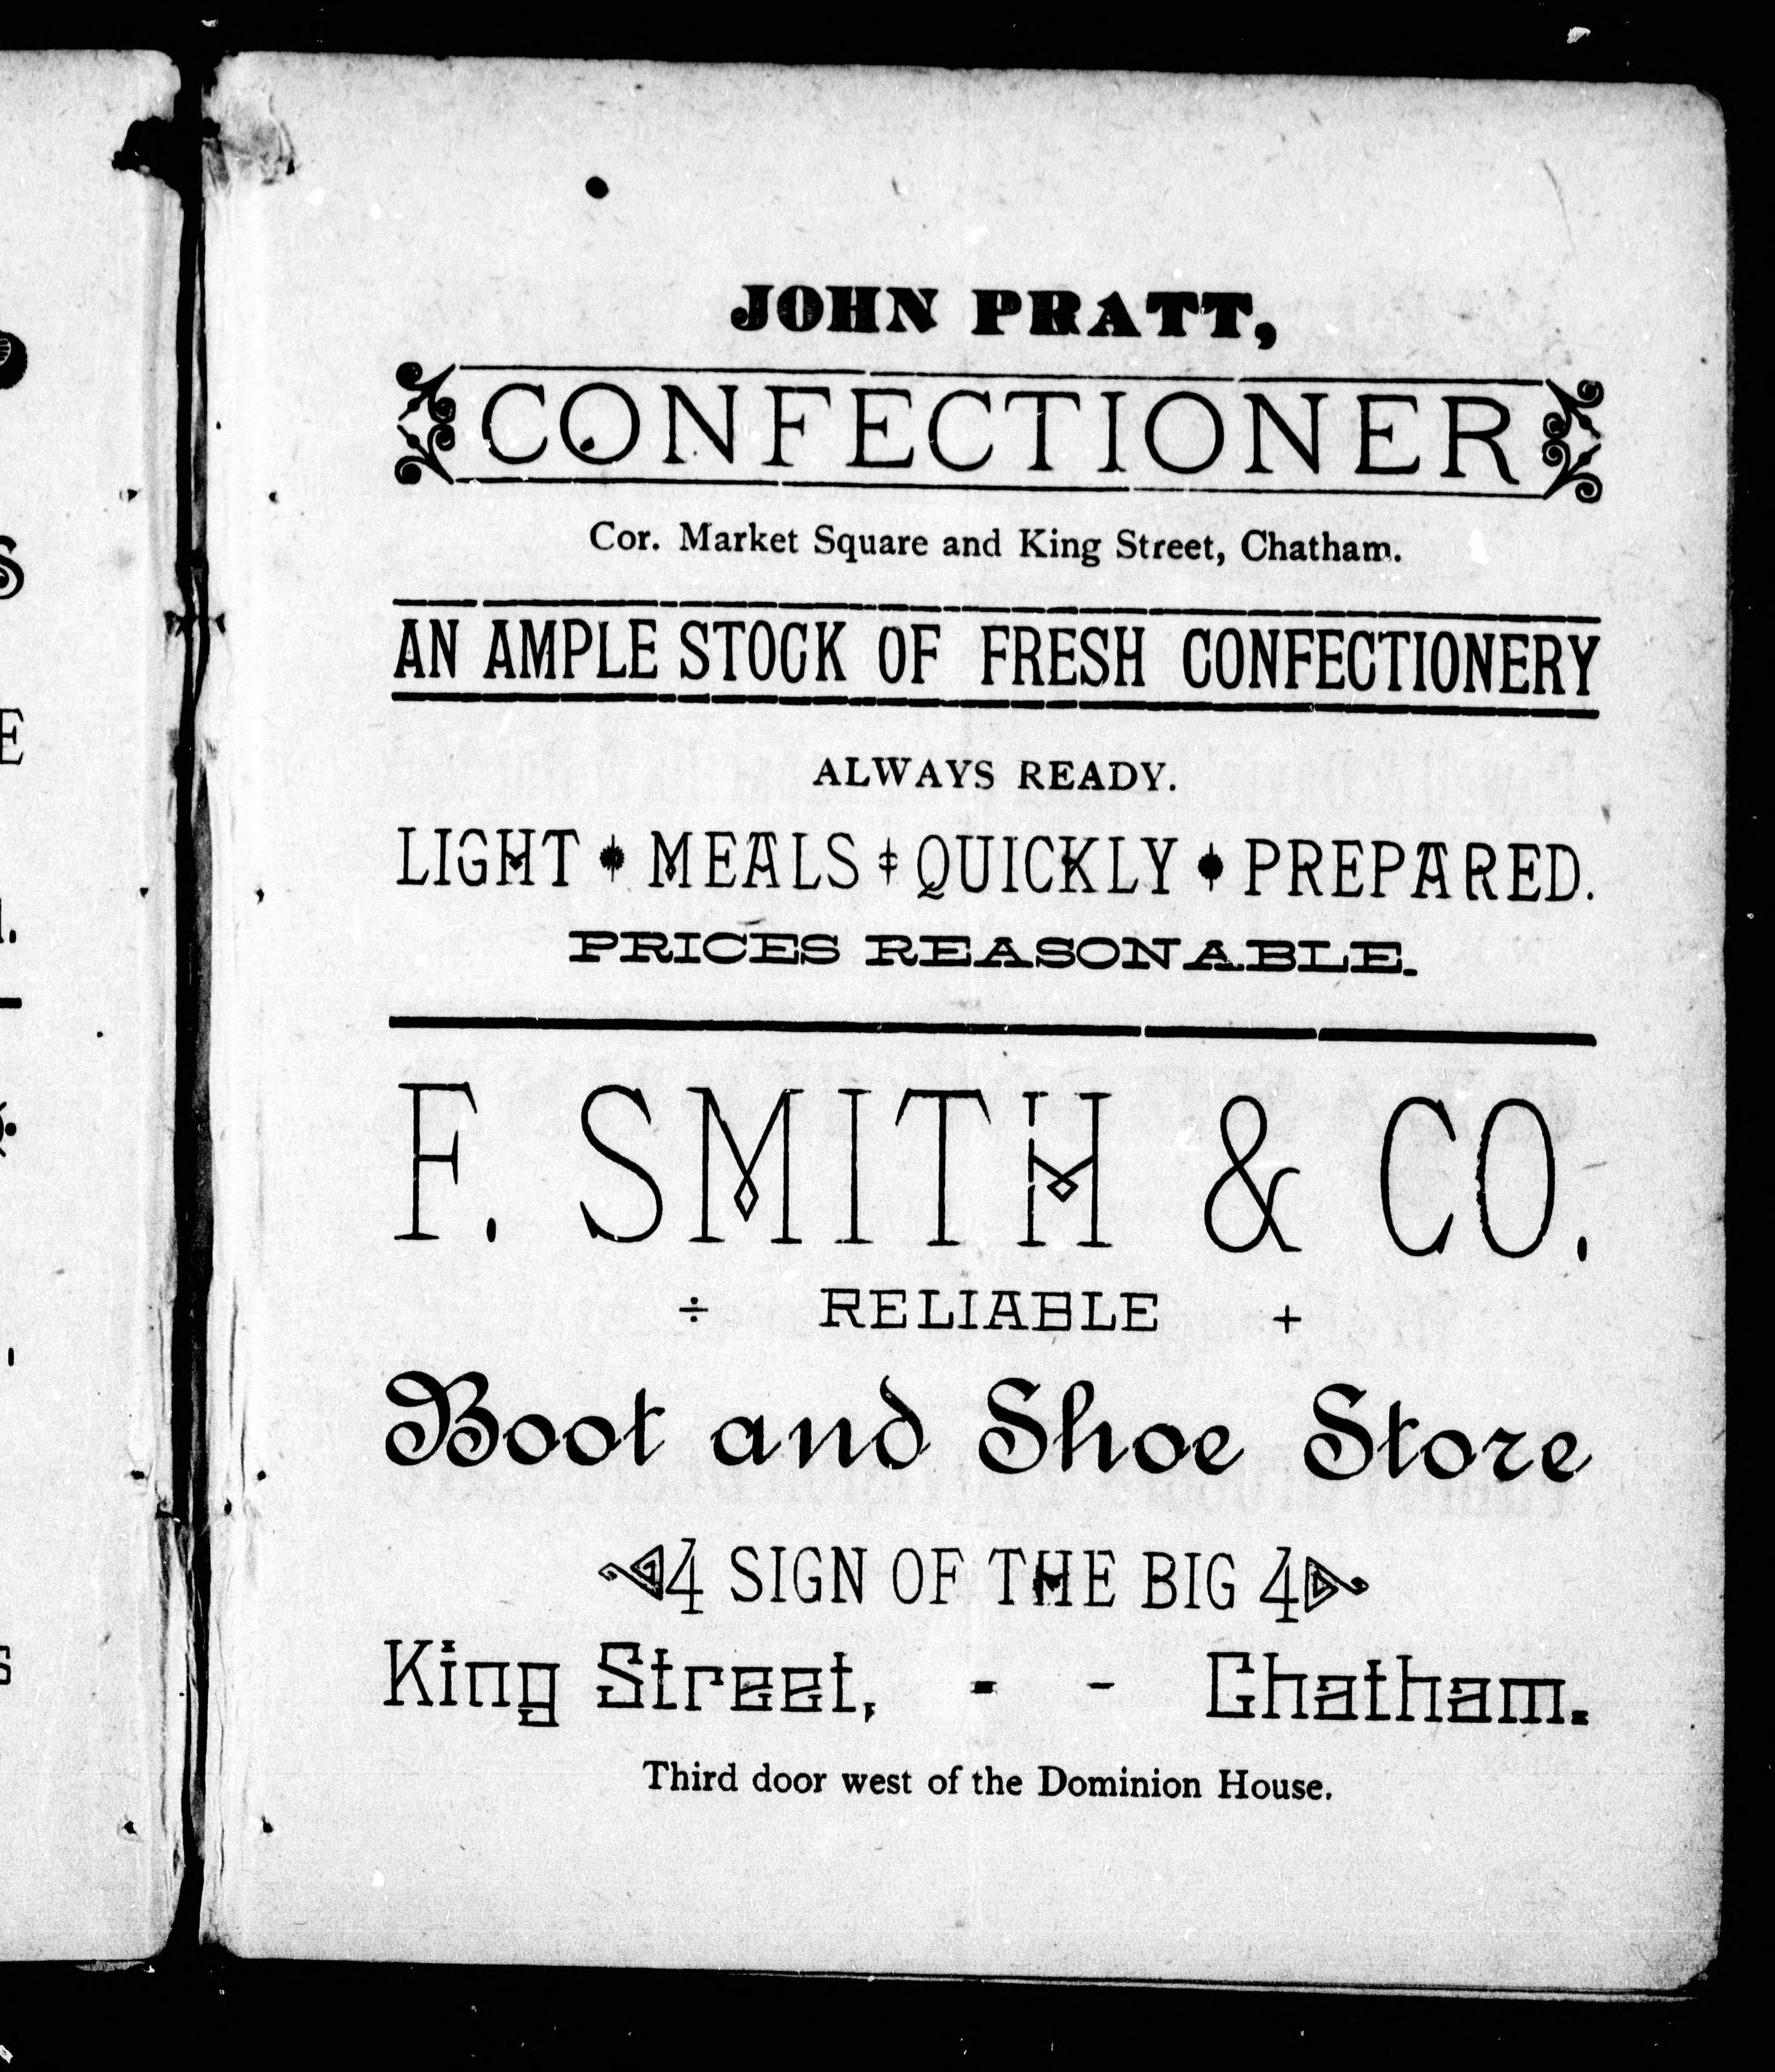 JOHN PRATT,
CONFECTIONER
Cor. Market Square and King Street, Chatham.
AN AMPLE STOCK OF FRESH CONFECTIONERY
ALWAYS READY.
LIGHT MEALS QUICKLY PREPARED.
PRICES REASONABLE.
F. SMITH & CO.
÷ RELIABLE +
Boot and Shoe Store
4 SIGN OF THE BIG 4
King Street, - - Chatham.
Third door west of the Dominion House.